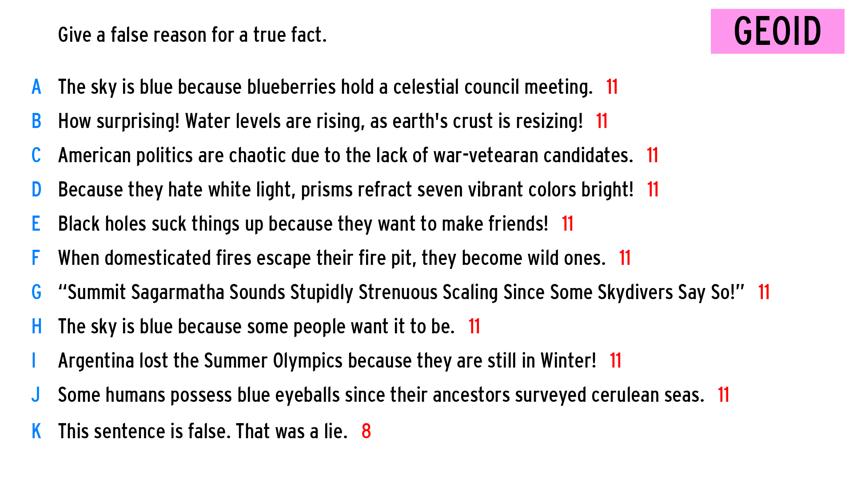 Give a false reason for a true fact.
GEOID
A The sky is blue because blueberries hold a celestial council meeting. 11
B How surprising! Water levels are rising, as earth's crust is resizing! 11
C American politics are chaotic due to the lack of war-vetearan candidates. 11
D Because they hate white light, prisms refract seven vibrant colors bright! 11
E Black holes suck things up because they want to make friends! 11
F When domesticated fires escape their fire pit, they become wild ones. 11
G “Summit Sagarmatha Sounds Stupidly Strenuous Scaling Since Some Skydivers Say So!” 11
H The sky is blue because some people want it to be. 11
I Argentina lost the Summer Olympics because they are still in Winter! 11
J Some humans possess blue eyeballs since their ancestors surveyed cerulean seas. 11
K This sentence is false. That was a lie. 8